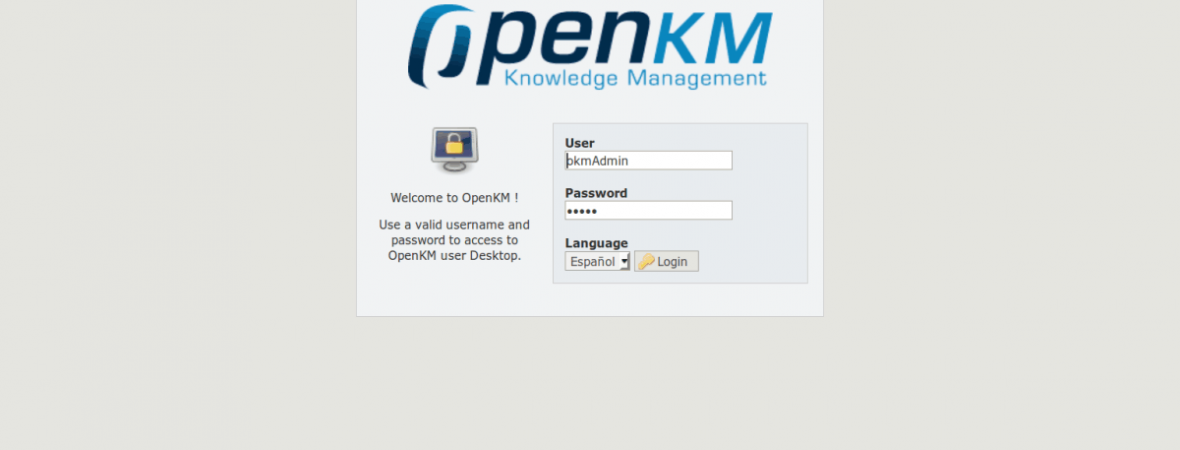 OpenKM
Knowledge Management
User
okmAdmin
Password
•••••
Welcome to OpenKM !
Use a valid username and
password to access to
OpenKM user Desktop.
Language
Español
Login